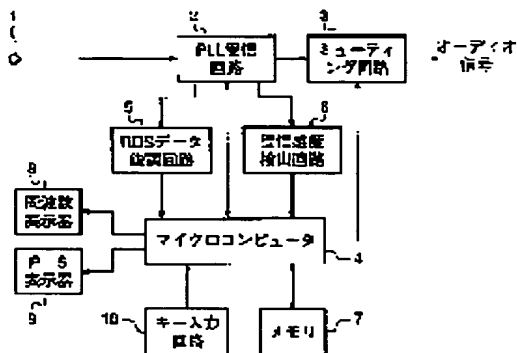 1
2
3
PLL受信
回路
ミューティ
ング回路
オーディオ
信号
5
6
RDSデータ
復調回路
受信感度
検出回路
8
周波数
表示器
マイクロコンピュータ
4
PS
表示器
9
10
キー入力
回路
メモリ
7